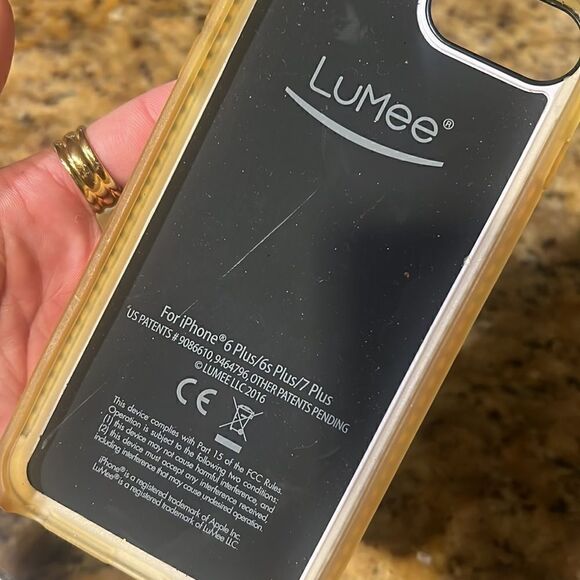 LuMee®
For iPhone® 6 Plus/6s Plus/7 Plus
US PATENTS # 9086610, 9464796, OTHER PATENTS PENDING
© LUMEE LLC 2016
CE
This device complies with Part 15 of the FCC Rules.
Operation is subject to the following two conditions:
(1) this device may not cause harmful interference, and
(2) this device must accept any interference received,
including interference that may cause undesired operation.
iPhone® is a registered trademark of Apple Inc.
LuMee® is a registered trademark of LuMee LLC.